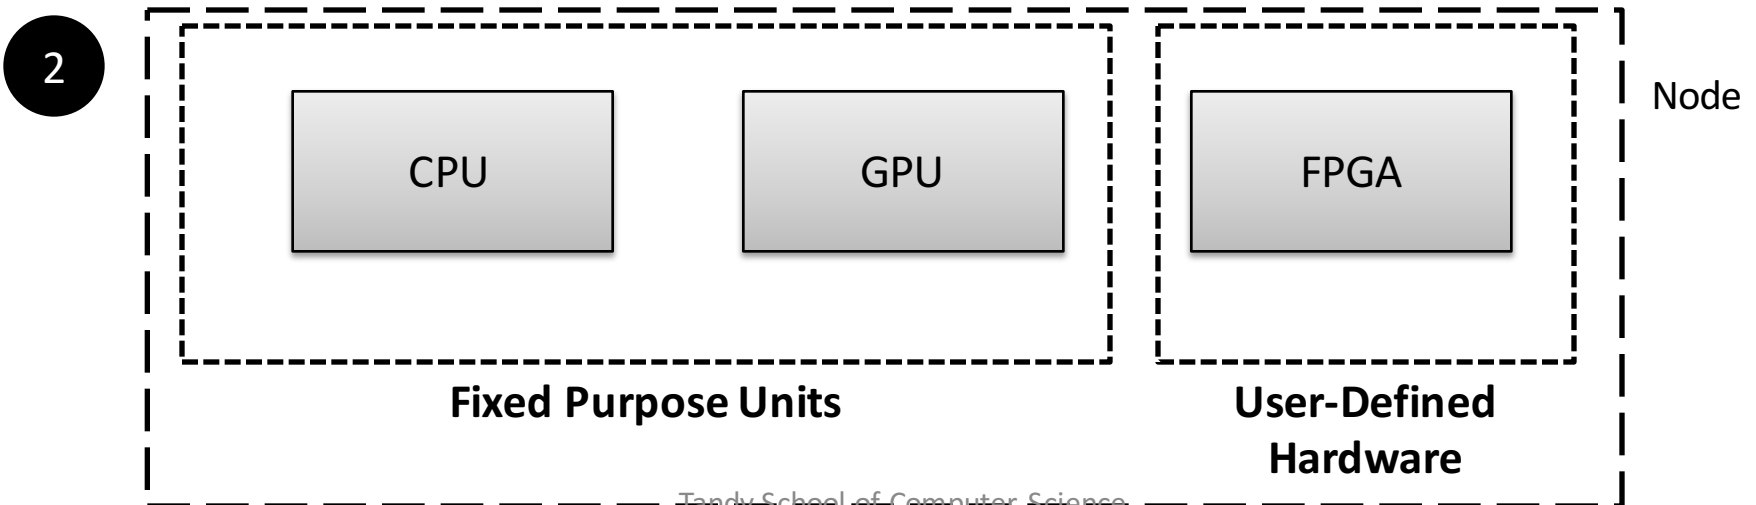 2
Node
CPU
GPU
FPGA
Fixed Purpose Units
User-Defined
Hardware
Tandy School of Computer Science